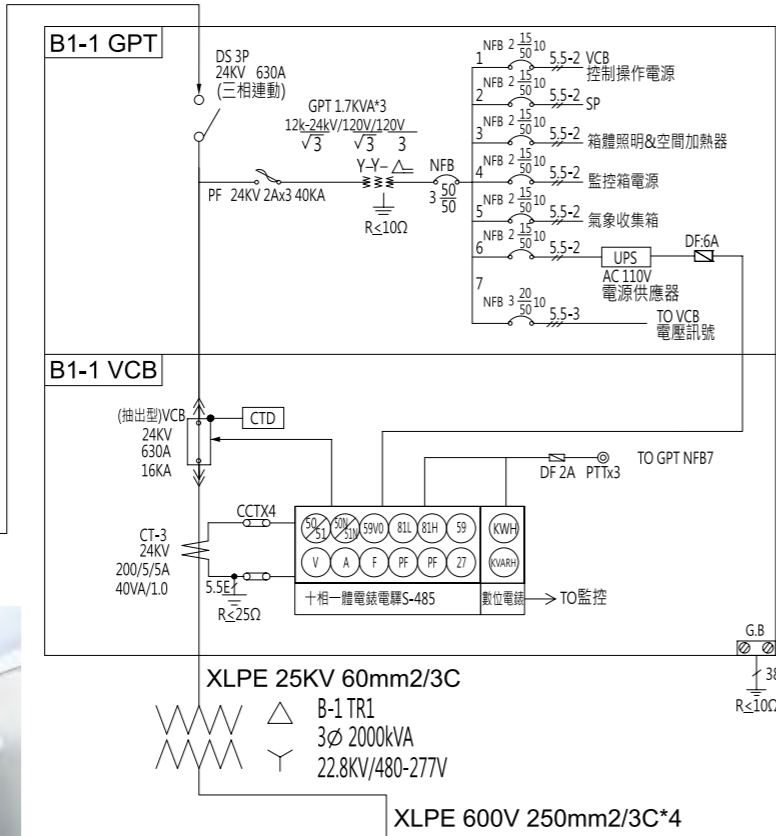 B1-1 GPT
DS 3P
24KV 630A
(三相連動)
GPT 1.7KVA*3
12k-24kV/120V/120V
√3 √3 3
PF 24KV 2Ax3 40KA
Y-Y-
R≤10Ω
NFB
3 50/50
1 NFB 2 15/50 10 5.5-2 VCB
控制操作電源
2 NFB 2 15/50 10 5.5-2 SP
3 NFB 2 15/50 10 5.5-2 箱體照明&空間加熱器
4 NFB 2 15/50 10 5.5-2 監控箱電源
5 NFB 2 15/50 10 5.5-2 氣象收集箱
6 NFB 2 15/50 10 5.5-2 UPS DF:6A
AC 110V
電源供應器
7 NFB 3 20/50 10 5.5-3 TO VCB
電壓訊號
B1-1 VCB
(抽出型)VCB
24KV
630A
16KA
CTD
DF 2A PTTx3 TO GPT NFB7
CT-3
24KV
200/5/5A
40VA/1.0
CCTX4
5.5E
R≤25Ω
50/51 50N/51N 59V0 81L 81H 59 KWH
V A F PF PF 27 KVARH
十相一體電錶電驛S-485 數位電錶 TO監控
G.B
38
R≤10Ω
XLPE 25KV 60mm2/3C
B-1 TR1
3Ø 2000kVA
22.8KV/480-277V
XLPE 600V 250mm2/3C*4